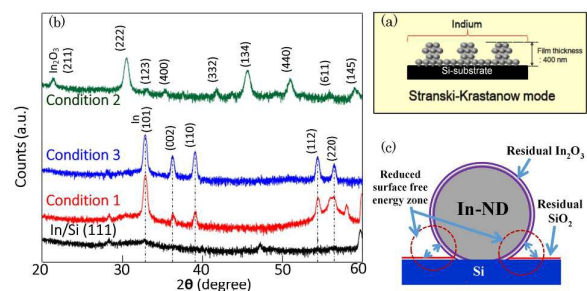 (b)
Counts (a.u.)
In₂O₃
(211)
(222)
(123)
(400)
(332)
(134)
(440)
(611)
(145)
Condition 2
In
(101)
(002)
(110)
(112)
(220)
Condition 3
Condition 1
In/Si (111)
20 30 40 50 60
2θ (degree)
(a)
Indium
Film thickness
: 400 nm
Si-substrate
Stranski-Krastanow mode
(c)
Residual In₂O₃
Reduced
surface free
energy zone
Residual
SiO₂
In-ND
Si